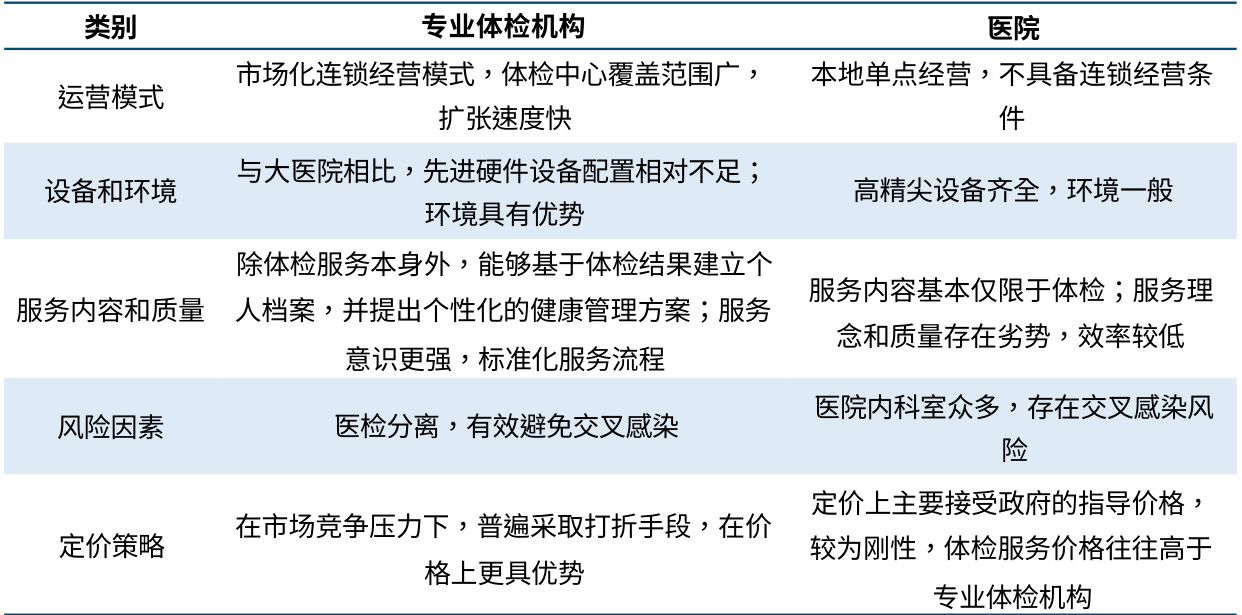 类别 专业体检机构 医院
运营模式
市场化连锁经营模式，体检中心覆盖范围广，
扩张速度快
本地单点经营，不具备连锁经营条
件
设备和环境
与大医院相比，先进硬件设备配置相对不足；
环境具有优势
高精尖设备齐全，环境一般
服务内容和质量
除体检服务本身外，能够基于体检结果建立个
人档案，并提出个性化的健康管理方案；服务
意识更强，标准化服务流程
服务内容基本仅限于体检；服务理
念和质量存在劣势，效率较低
风险因素
医检分离，有效避免交叉感染
医院内科室众多，存在交叉感染风
险
定价策略
在市场竞争压力下，普遍采取打折手段，在价
格上更具优势
定价上主要接受政府的指导价格，
较为刚性，体检服务价格往往高于
专业体检机构